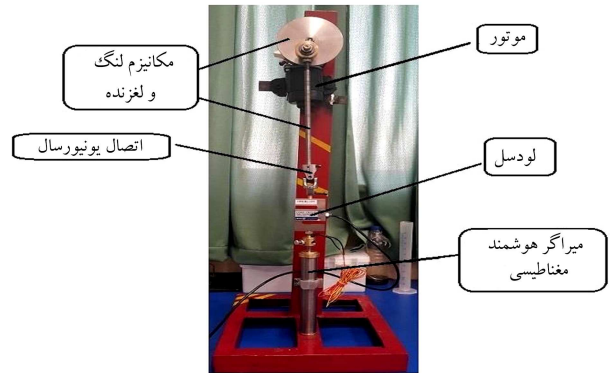 مکانیزم لنگ
و لغزنده
موتور
اتصال یونیورسال
لودسل
میراگر هوشمند
مغناطیسی